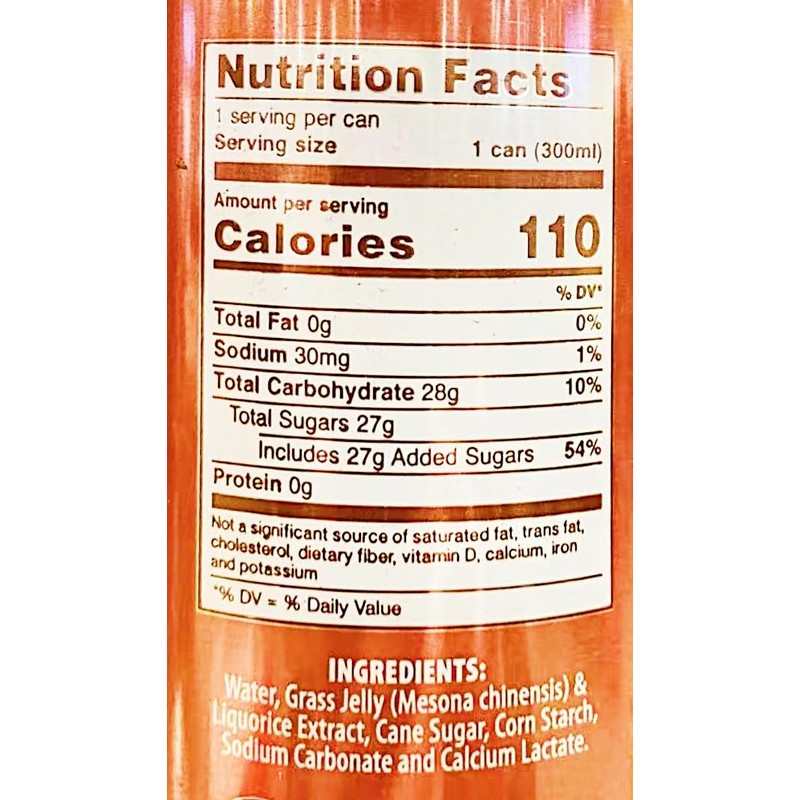 Nutrition Facts
1 serving per can
Serving size 1 can (300ml)
Amount per serving
Calories 110
% DV*
Total Fat 0g 0%
Sodium 30mg 1%
Total Carbohydrate 28g 10%
Total Sugars 27g
Includes 27g Added Sugars 54%
Protein 0g
Not a significant source of saturated fat, trans fat,
cholesterol, dietary fiber, vitamin D, calcium, iron
and potassium
*% DV = % Daily Value
INGREDIENTS:
Water, Grass Jelly (Mesona chinensis) &
Liquorice Extract, Cane Sugar, Corn Starch,
Sodium Carbonate and Calcium Lactate.